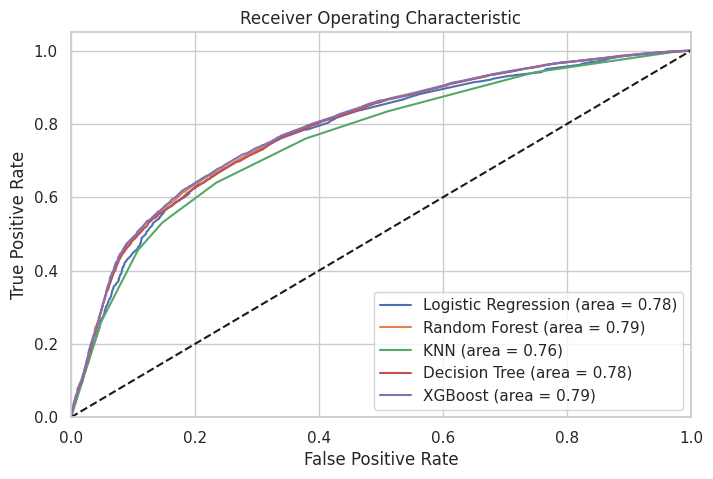 Receiver Operating Characteristic
True Positive Rate
1.0
0.8
0.6
0.4
0.2
0.0
Logistic Regression (area = 0.78)
Random Forest (area = 0.79)
KNN (area = 0.76)
Decision Tree (area = 0.78)
XGBoost (area = 0.79)
0.0 0.2 0.4 0.6 0.8 1.0
False Positive Rate